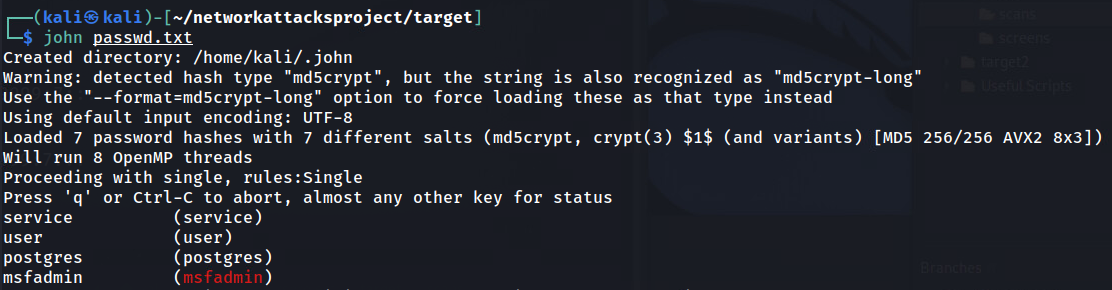 ┌──(kali㉿kali)-[~/networkattacksproject/target]
└─$ john passwd.txt
Created directory: /home/kali/.john
Warning: detected hash type "md5crypt", but the string is also recognized as "md5crypt-long"
Use the "--format=md5crypt-long" option to force loading these as that type instead
Using default input encoding: UTF-8
Loaded 7 password hashes with 7 different salts (md5crypt, crypt(3) $1$ (and variants) [MD5 256/256 AVX2 8x3])
Will run 8 OpenMP threads
Proceeding with single, rules:Single
Press 'q' or Ctrl-C to abort, almost any other key for status
service          (service)
user             (user)
postgres         (postgres)
msfadmin         (msfadmin)
scans
screens
target2
Useful Scripts
Branches